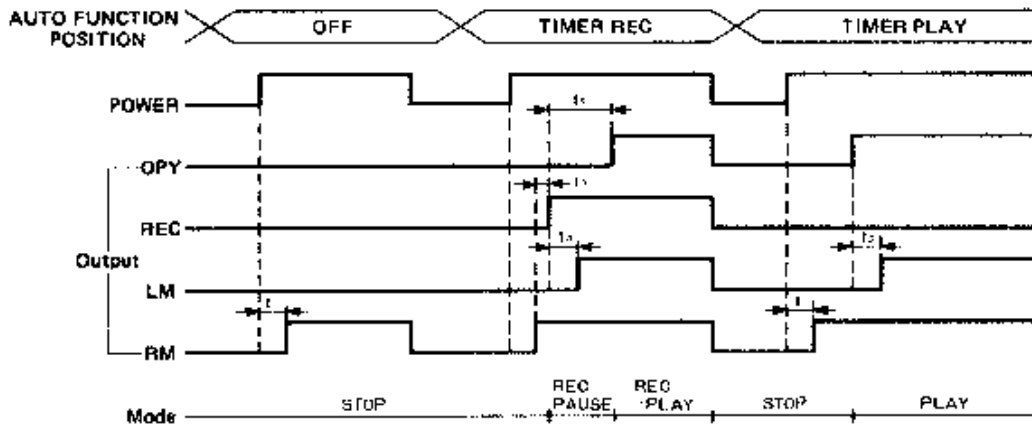 AUTO FUNCTION POSITION OFF TIMER REC TIMER PLAY
POWER
OPY
REC
Output
LM
RM
Mode STOP REC PAUSE REC PLAY STOP PLAY